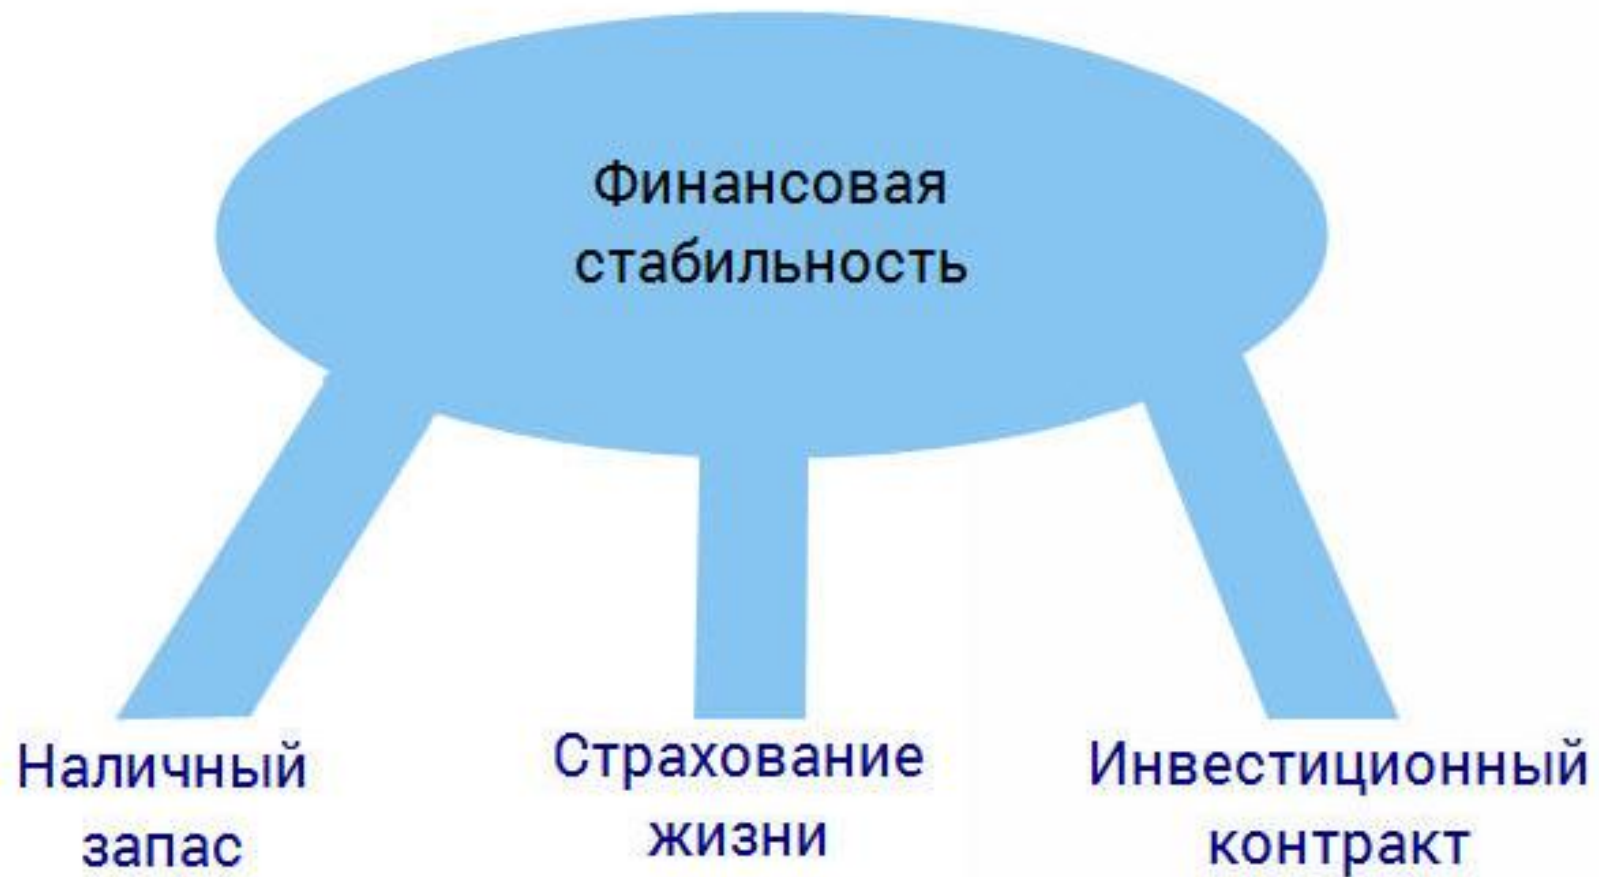 Финансовая
стабильность
Наличный
запас
Страхование
жизни
Инвестиционный
контракт